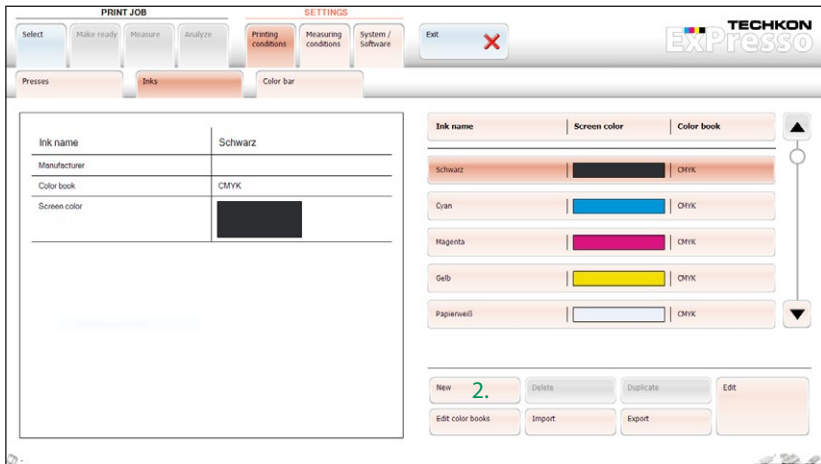 PRINT JOB
SETTINGS
Select
Make ready
Measure
Analyze
Printing conditions
Measuring conditions
System / Software
Exit
TECHKON
ExPresso
Presses
Inks
Color bar
Ink name
Schwarz
Manufacturer
Color book
CMYK
Screen color
Ink name
Screen color
Color book
Schwarz
CMYK
Cyan
CMYK
Magenta
CMYK
Gelb
CMYK
Papierweiß
CMYK
New
2.
Delete
Duplicate
Edit
Edit color books
Import
Export